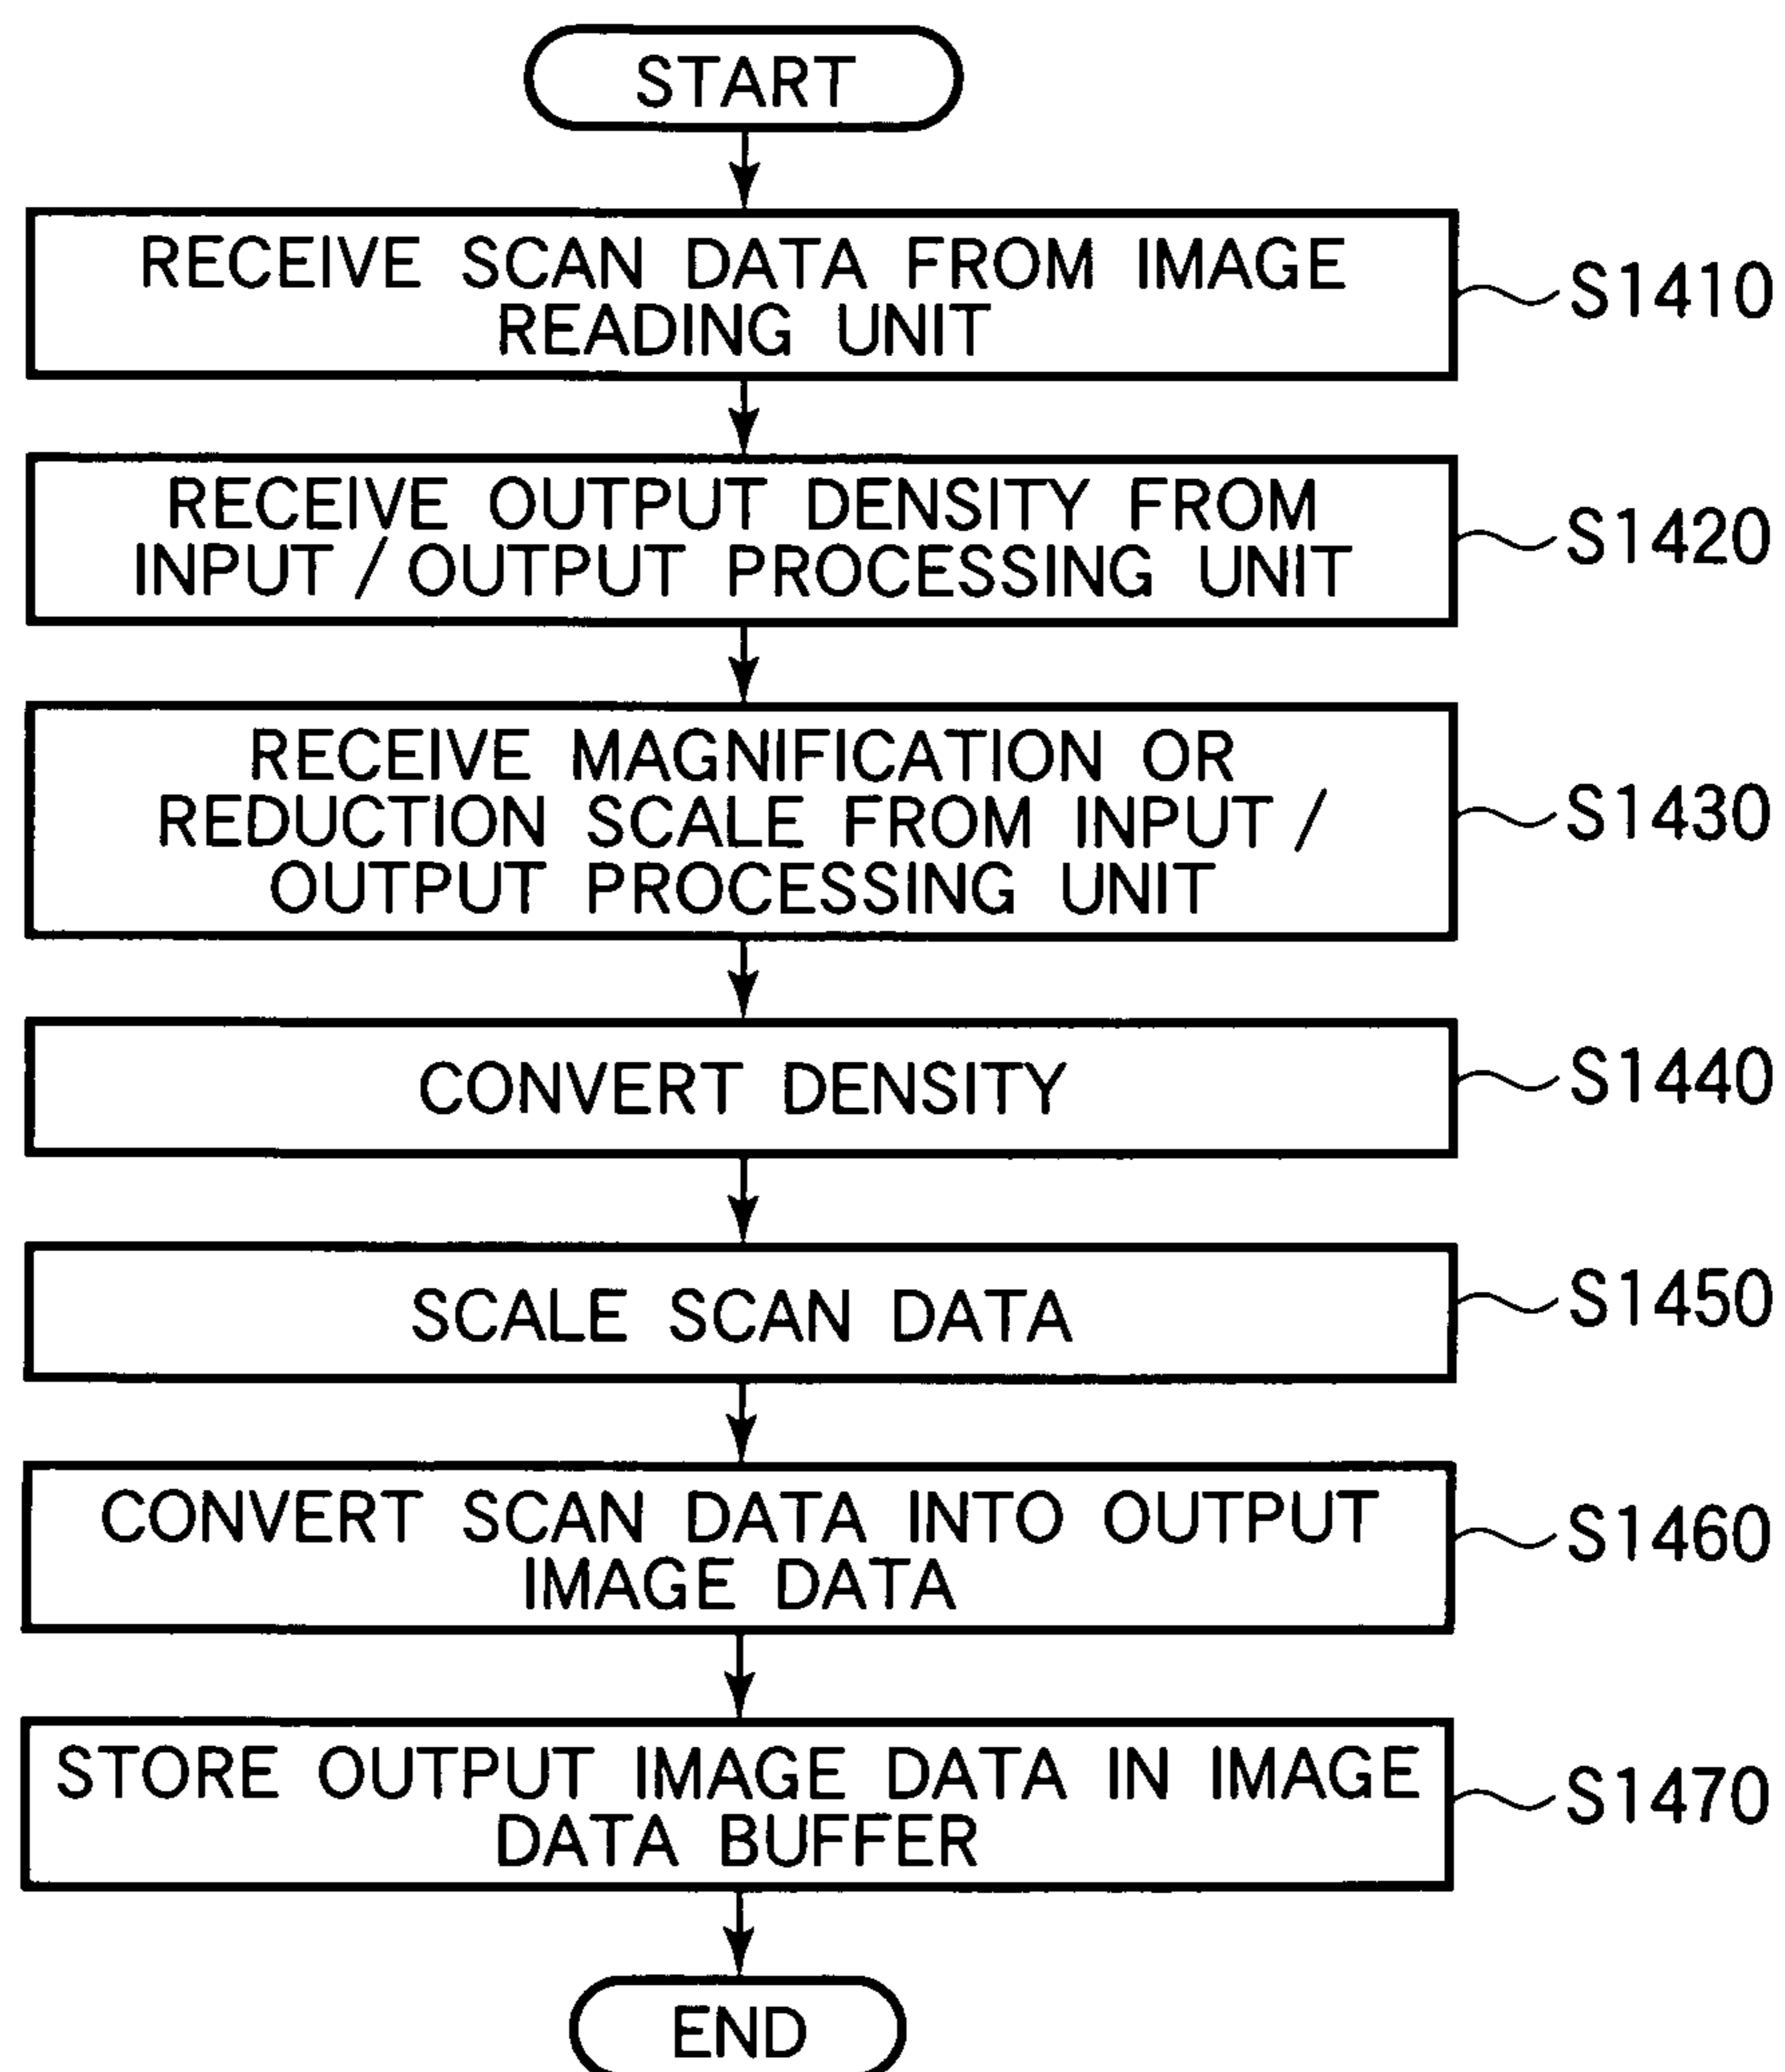 START
RECEIVE SCAN DATA FROM IMAGE
READING UNIT
S1410
RECEIVE OUTPUT DENSITY FROM
INPUT/OUTPUT PROCESSING UNIT
S1420
RECEIVE MAGNIFICATION OR
REDUCTION SCALE FROM INPUT/
OUTPUT PROCESSING UNIT
S1430
CONVERT DENSITY
S1440
SCALE SCAN DATA
S1450
CONVERT SCAN DATA INTO OUTPUT
IMAGE DATA
S1460
STORE OUTPUT IMAGE DATA IN IMAGE
DATA BUFFER
S1470
END